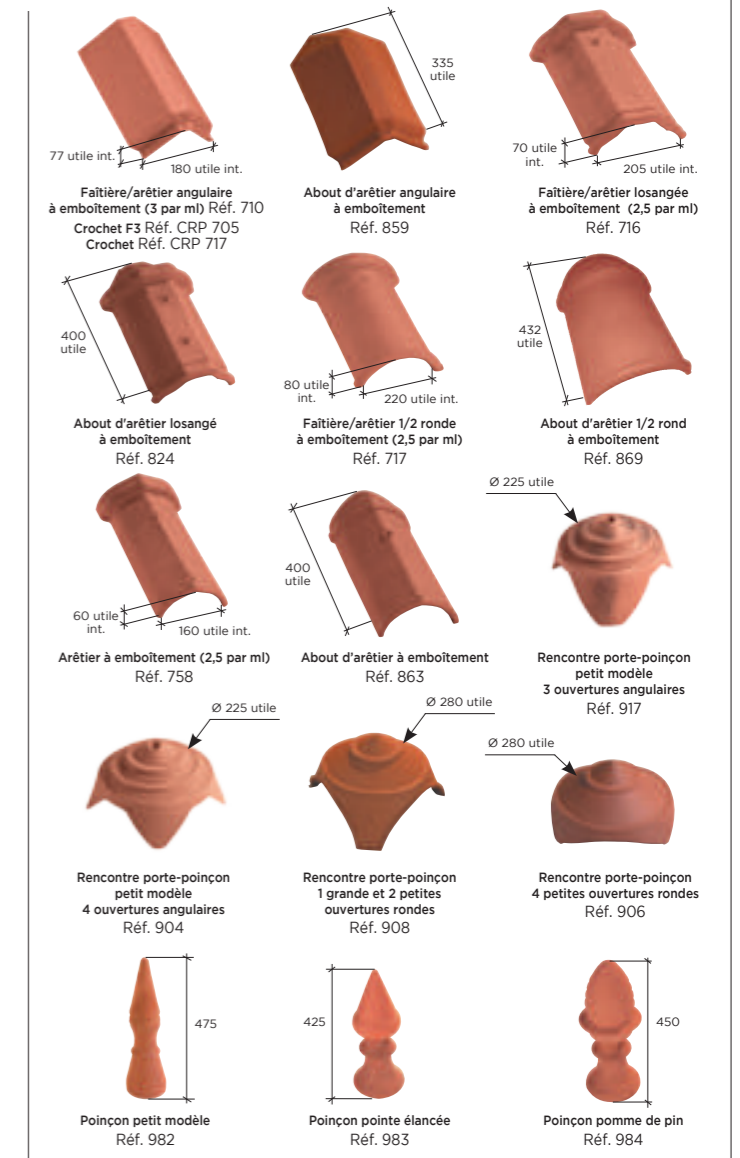 335
utile
77 utile int.
180 utile int.
70 utile
int.
205 utile int.
Faîtière/arêtier angulaire
à emboîtement (3 par ml) Réf. 710
Crochet F3 Réf. CRP 705
Crochet Réf. CRP 717
About d'arêtier angulaire
à emboîtement
Réf. 859
Faîtière/arêtier losangée
à emboîtement (2,5 par ml)
Réf. 716
400
utile
80 utile
int.
220 utile int.
432
utile
About d'arêtier losangé
à emboîtement
Réf. 824
Faîtière/arêtier 1/2 ronde
à emboîtement (2,5 par ml)
Réf. 717
About d'arêtier 1/2 rond
à emboîtement
Réf. 869
60 utile
int.
160 utile int.
400
utile
Ø 225 utile
Arêtier à emboîtement (2,5 par ml)
Réf. 758
About d'arêtier à emboîtement
Réf. 863
Rencontre porte-poinçon
petit modèle
3 ouvertures angulaires
Réf. 917
Ø 225 utile
Ø 280 utile
Ø 280 utile
Rencontre porte-poinçon
petit modèle
4 ouvertures angulaires
Réf. 904
Rencontre porte-poinçon
1 grande et 2 petites
ouvertures rondes
Réf. 908
Rencontre porte-poinçon
4 petites ouvertures rondes
Réf. 906
475
425
450
Poinçon petit modèle
Réf. 982
Poinçon pointe élancée
Réf. 983
Poinçon pomme de pin
Réf. 984